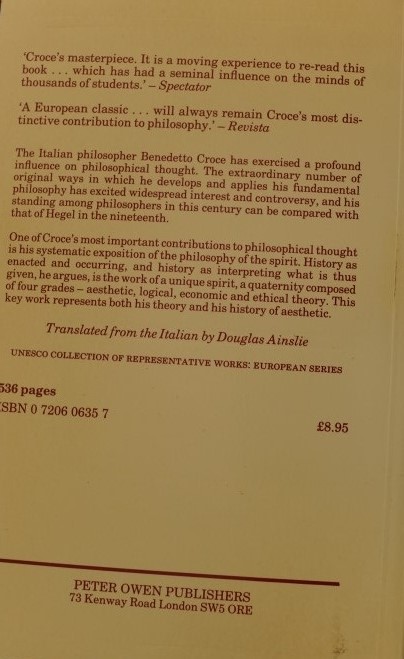 ‘Croce’s masterpiece. It is a moving experience to re-read this
book . . . which has had a seminal influence on the minds of
thousands of students.’ – Spectator
‘A European classic . . . will always remain Croce’s most dis-
tinctive contribution to philosophy.’ – Revista
The Italian philosopher Benedetto Croce has exercised a profound
influence on philosophical thought. The extraordinary number of
original ways in which he develops and applies his fundamental
philosophy has excited widespread interest and controversy, and his
standing among philosophers in this century can be compared with
that of Hegel in the nineteenth.
One of Croce’s most important contributions to philosophical thought
is his systematic exposition of the philosophy of the spirit. History as
enacted and occurring, and history as interpreting what is thus
given, he argues, is the work of a unique spirit, a quaternity composed
of four grades – aesthetic, logical, economic and ethical theory. This
key work represents both his theory and his history of aesthetic.
Translated from the Italian by Douglas Ainslie
UNESCO COLLECTION OF REPRESENTATIVE WORKS: EUROPEAN SERIES
536 pages
ISBN 0 7206 0635 7
£8.95
PETER OWEN PUBLISHERS
73 Kenway Road London SW5 ORE